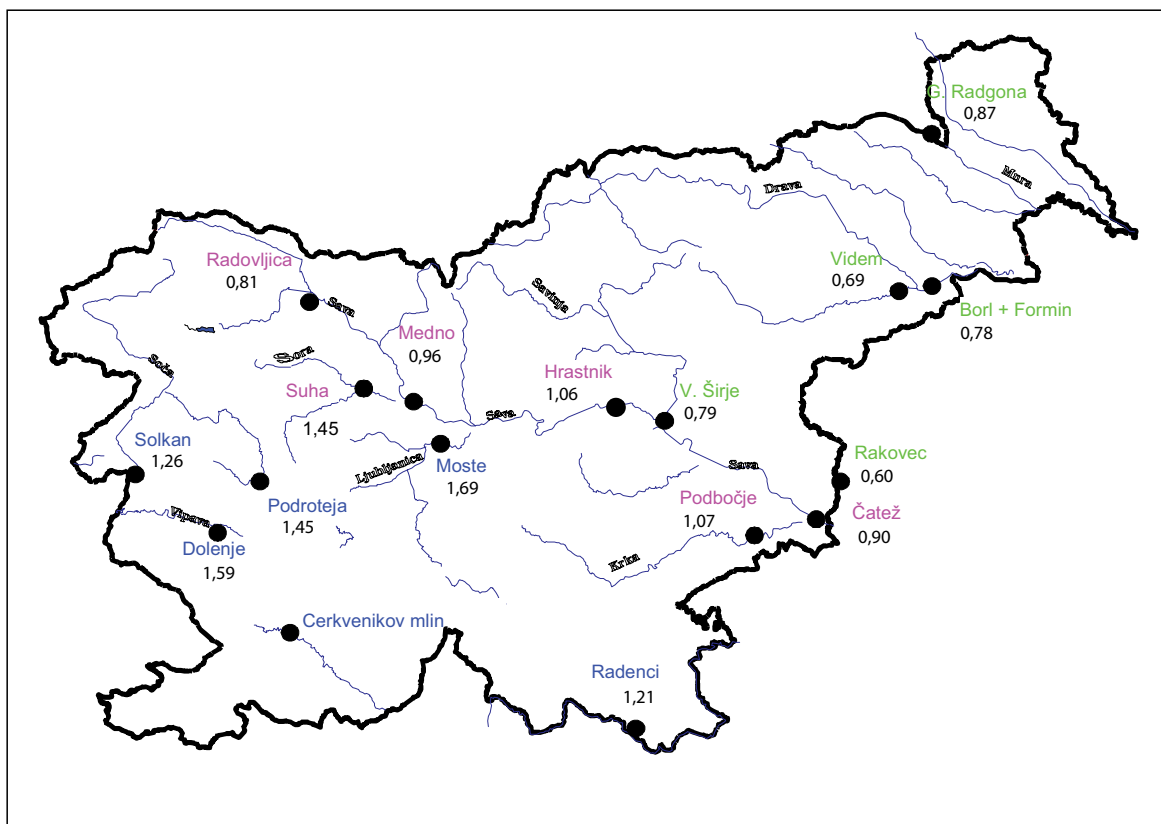 G. Radgona
0,87
Mura
Drava
Videm
0,69
Borl + Formin
0,78
Radovljica
0,81
Sava
Savinja
Medno
0,96
Sora
Soča
Suha
1,45
Hrastnik
1,06
V. Širje
0,79
Sava
Solkan
1,26
Ljubljanica
Moste
1,69
Sava
Rakovec
0,60
Podroteja
1,45
Podbočje
1,07
Čatež
0,90
Vipava
Dolenje
1,59
Krka
Cerkvenikov mlin
Radenci
1,21